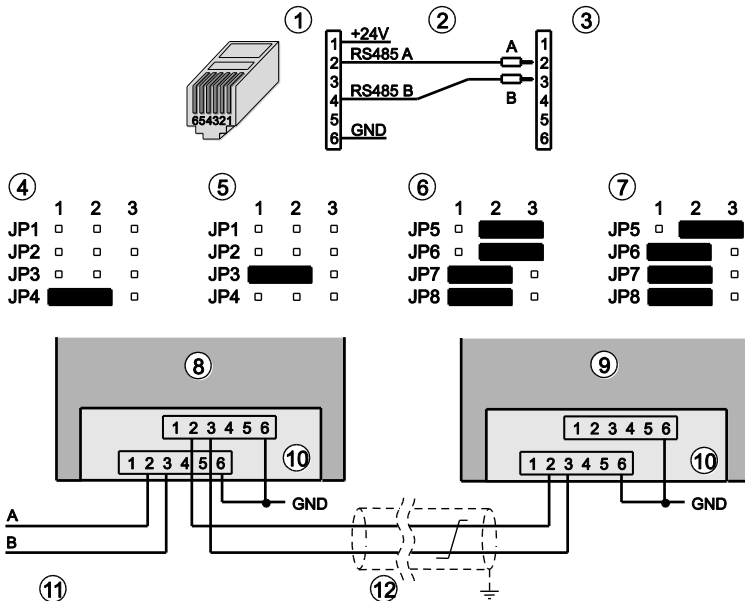 1 2 3
+24V
RS485 A
RS485 B
GND
1
2
3
4
5
6
A
B
1
2
3
4
5
6
654321
4 5 6 7
1 2 3
JP1
JP2
JP3
JP4
1 2 3
JP1
JP2
JP3
JP4
1 2 3
JP5
JP6
JP7
JP8
1 2 3
JP5
JP6
JP7
JP8
8
1 2 3 4 5 6
1 2 3 4 5 6
10
GND
9
1 2 3 4 5 6
1 2 3 4 5 6
10
GND
A
B
11
12